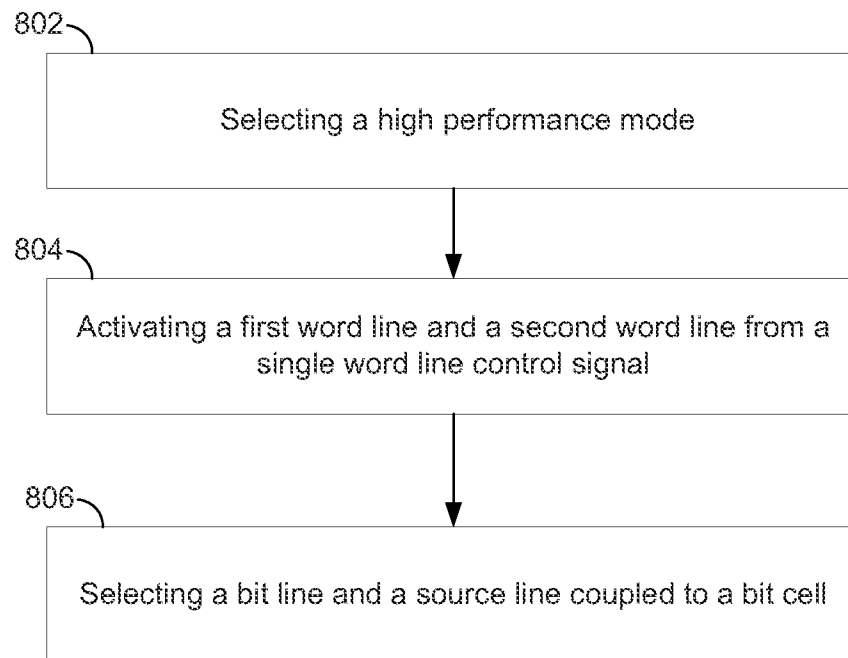 802
Selecting a high performance mode
804
Activating a first word line and a second word line from a
single word line control signal
806
Selecting a bit line and a source line coupled to a bit cell